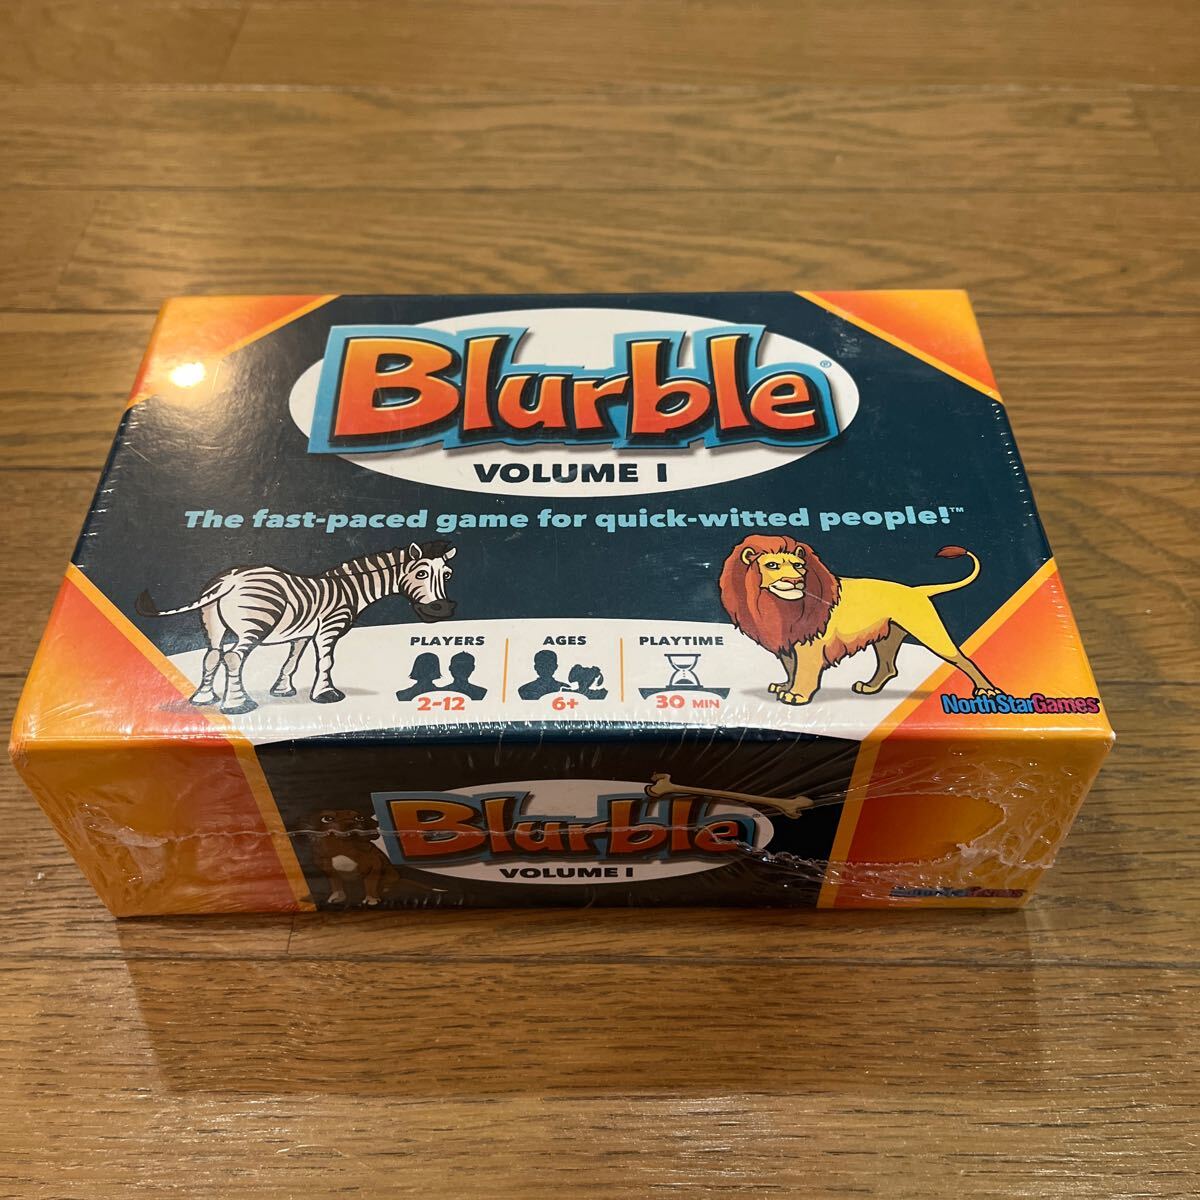 Blurble®
VOLUME I
The fast-paced game for quick-witted people!™
PLAYERS
2-12
AGES
6+
PLAYTIME
30 MIN
NorthStarGames
Blurble
VOLUME I
Games